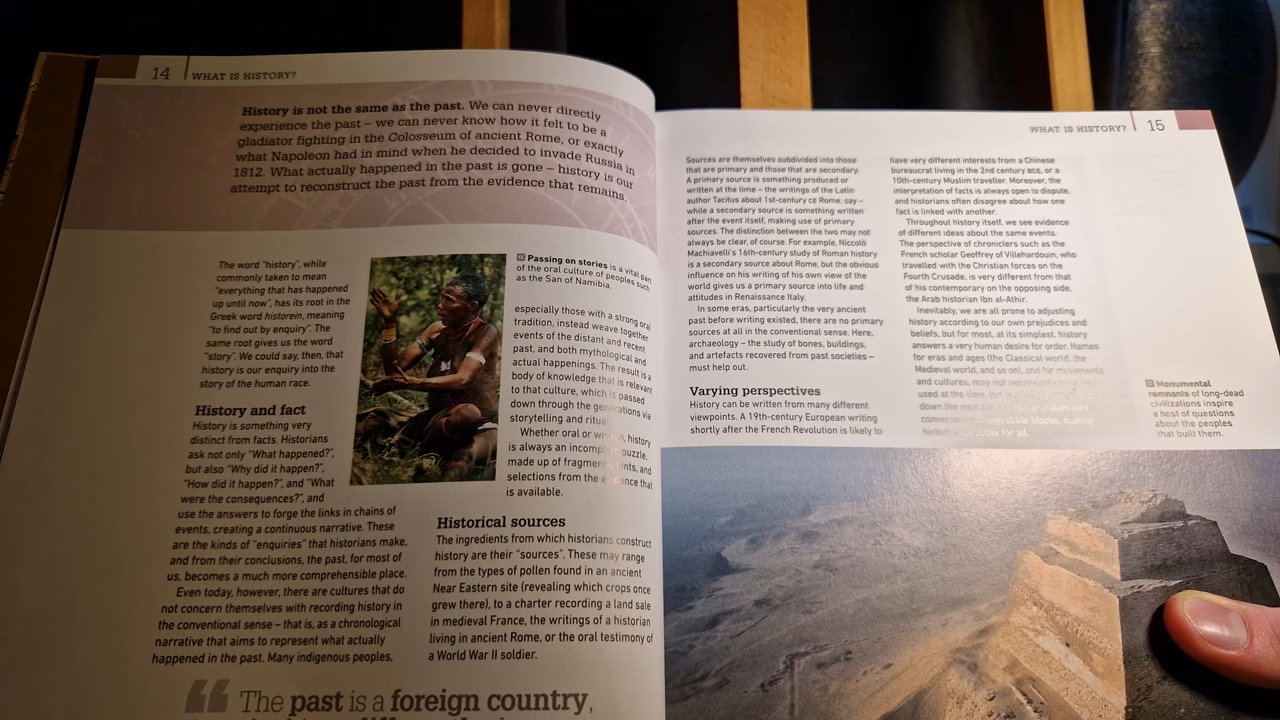 14 WHAT IS HISTORY?
History is not the same as the past. We can never directly
experience the past – we can never know how it felt to be a
gladiator fighting in the Colosseum of ancient Rome, or exactly
what Napoleon had in mind when he decided to invade Russia in
1812. What actually happened in the past is gone – history is our
attempt to reconstruct the past from the evidence that remains.
The word “history”, while
commonly taken to mean
“everything that has happened
up until now”, has its root in the
Greek word historein, meaning
“to find out by enquiry”. The
same root gives us the word
“story”. We could say, then, that
history is our enquiry into the
story of the human race.
History and fact
History is something very
distinct from facts. Historians
ask not only “What happened?”,
but also “Why did it happen?”,
“How did it happen?”, and “What
were the consequences?”, and
use the answers to forge the links in chains of
events, creating a continuous narrative. These
are the kinds of “enquiries” that historians make,
and from their conclusions, the past, for most of
us, becomes a much more comprehensible place.
Even today, however, there are cultures that do
not concern themselves with recording history in
the conventional sense – that is, as a chronological
narrative that aims to represent what actually
happened in the past. Many indigenous peoples,
Passing on stories is a vital part
of the oral culture of peoples such
as the San of Namibia.
especially those with a strong oral
tradition, instead weave together
events of the distant and recent
past, and both mythological and
actual happenings. The result is a
body of knowledge that is relevant
to that culture, which is passed
down through the generations via
storytelling and ritual.
Whether oral or written, history
is always an incomplete puzzle,
made up of fragments, hints, and
selections from the evidence that
is available.
Historical sources
The ingredients from which historians construct
history are their “sources”. These may range
from the types of pollen found in an ancient
Near Eastern site (revealing which crops once
grew there), to a charter recording a land sale
in medieval France, the writings of a historian
living in ancient Rome, or the oral testimony of
a World War II soldier.
“ The past is a foreign country,
WHAT IS HISTORY? 15
Sources are themselves subdivided into those
that are primary and those that are secondary.
A primary source is something produced or
written at the time – the writings of the Latin
author Tacitus about 1st-century CE Rome, say –
while a secondary source is something written
after the event itself, making use of primary
sources. The distinction between the two may not
always be clear, of course. For example, Niccolò
Machiavelli’s 16th-century study of Roman history
is a secondary source about Rome, but the obvious
influence on his writing of his own view of the
world gives us a primary source into life and
attitudes in Renaissance Italy.
In some eras, particularly the very ancient
past before writing existed, there are no primary
sources at all in the conventional sense. Here,
archaeology – the study of bones, buildings,
and artefacts recovered from past societies –
must help out.
Varying perspectives
History can be written from many different
viewpoints. A 19th-century European writing
shortly after the French Revolution is likely to
have very different interests from a Chinese
bureaucrat living in the 2nd century BCE, or a
10th-century Muslim traveller. Moreover, the
interpretation of facts is always open to dispute,
and historians often disagree about how one
fact is linked with another.
Throughout history itself, we see evidence
of different ideas about the same events.
The perspective of chroniclers such as the
French scholar Geoffrey of Villehardouin, who
travelled with the Christian forces on the
Fourth Crusade, is very different from that
of his contemporary on the opposing side,
the Arab historian Ibn al-Athir.
Inevitably, we are all prone to adjusting
history according to our own prejudices and
beliefs, but for most, at its simplest, history
answers a very human desire for order. Names
for eras and ages (the Classical world, the
Medieval world, and so on), and for movements
and cultures, may not necessarily
used at the time, but
down the past
digestible blocks, making
for all.
Monumental
remnants of long-dead
civilizations inspire
a host of questions
about the peoples
that built them.